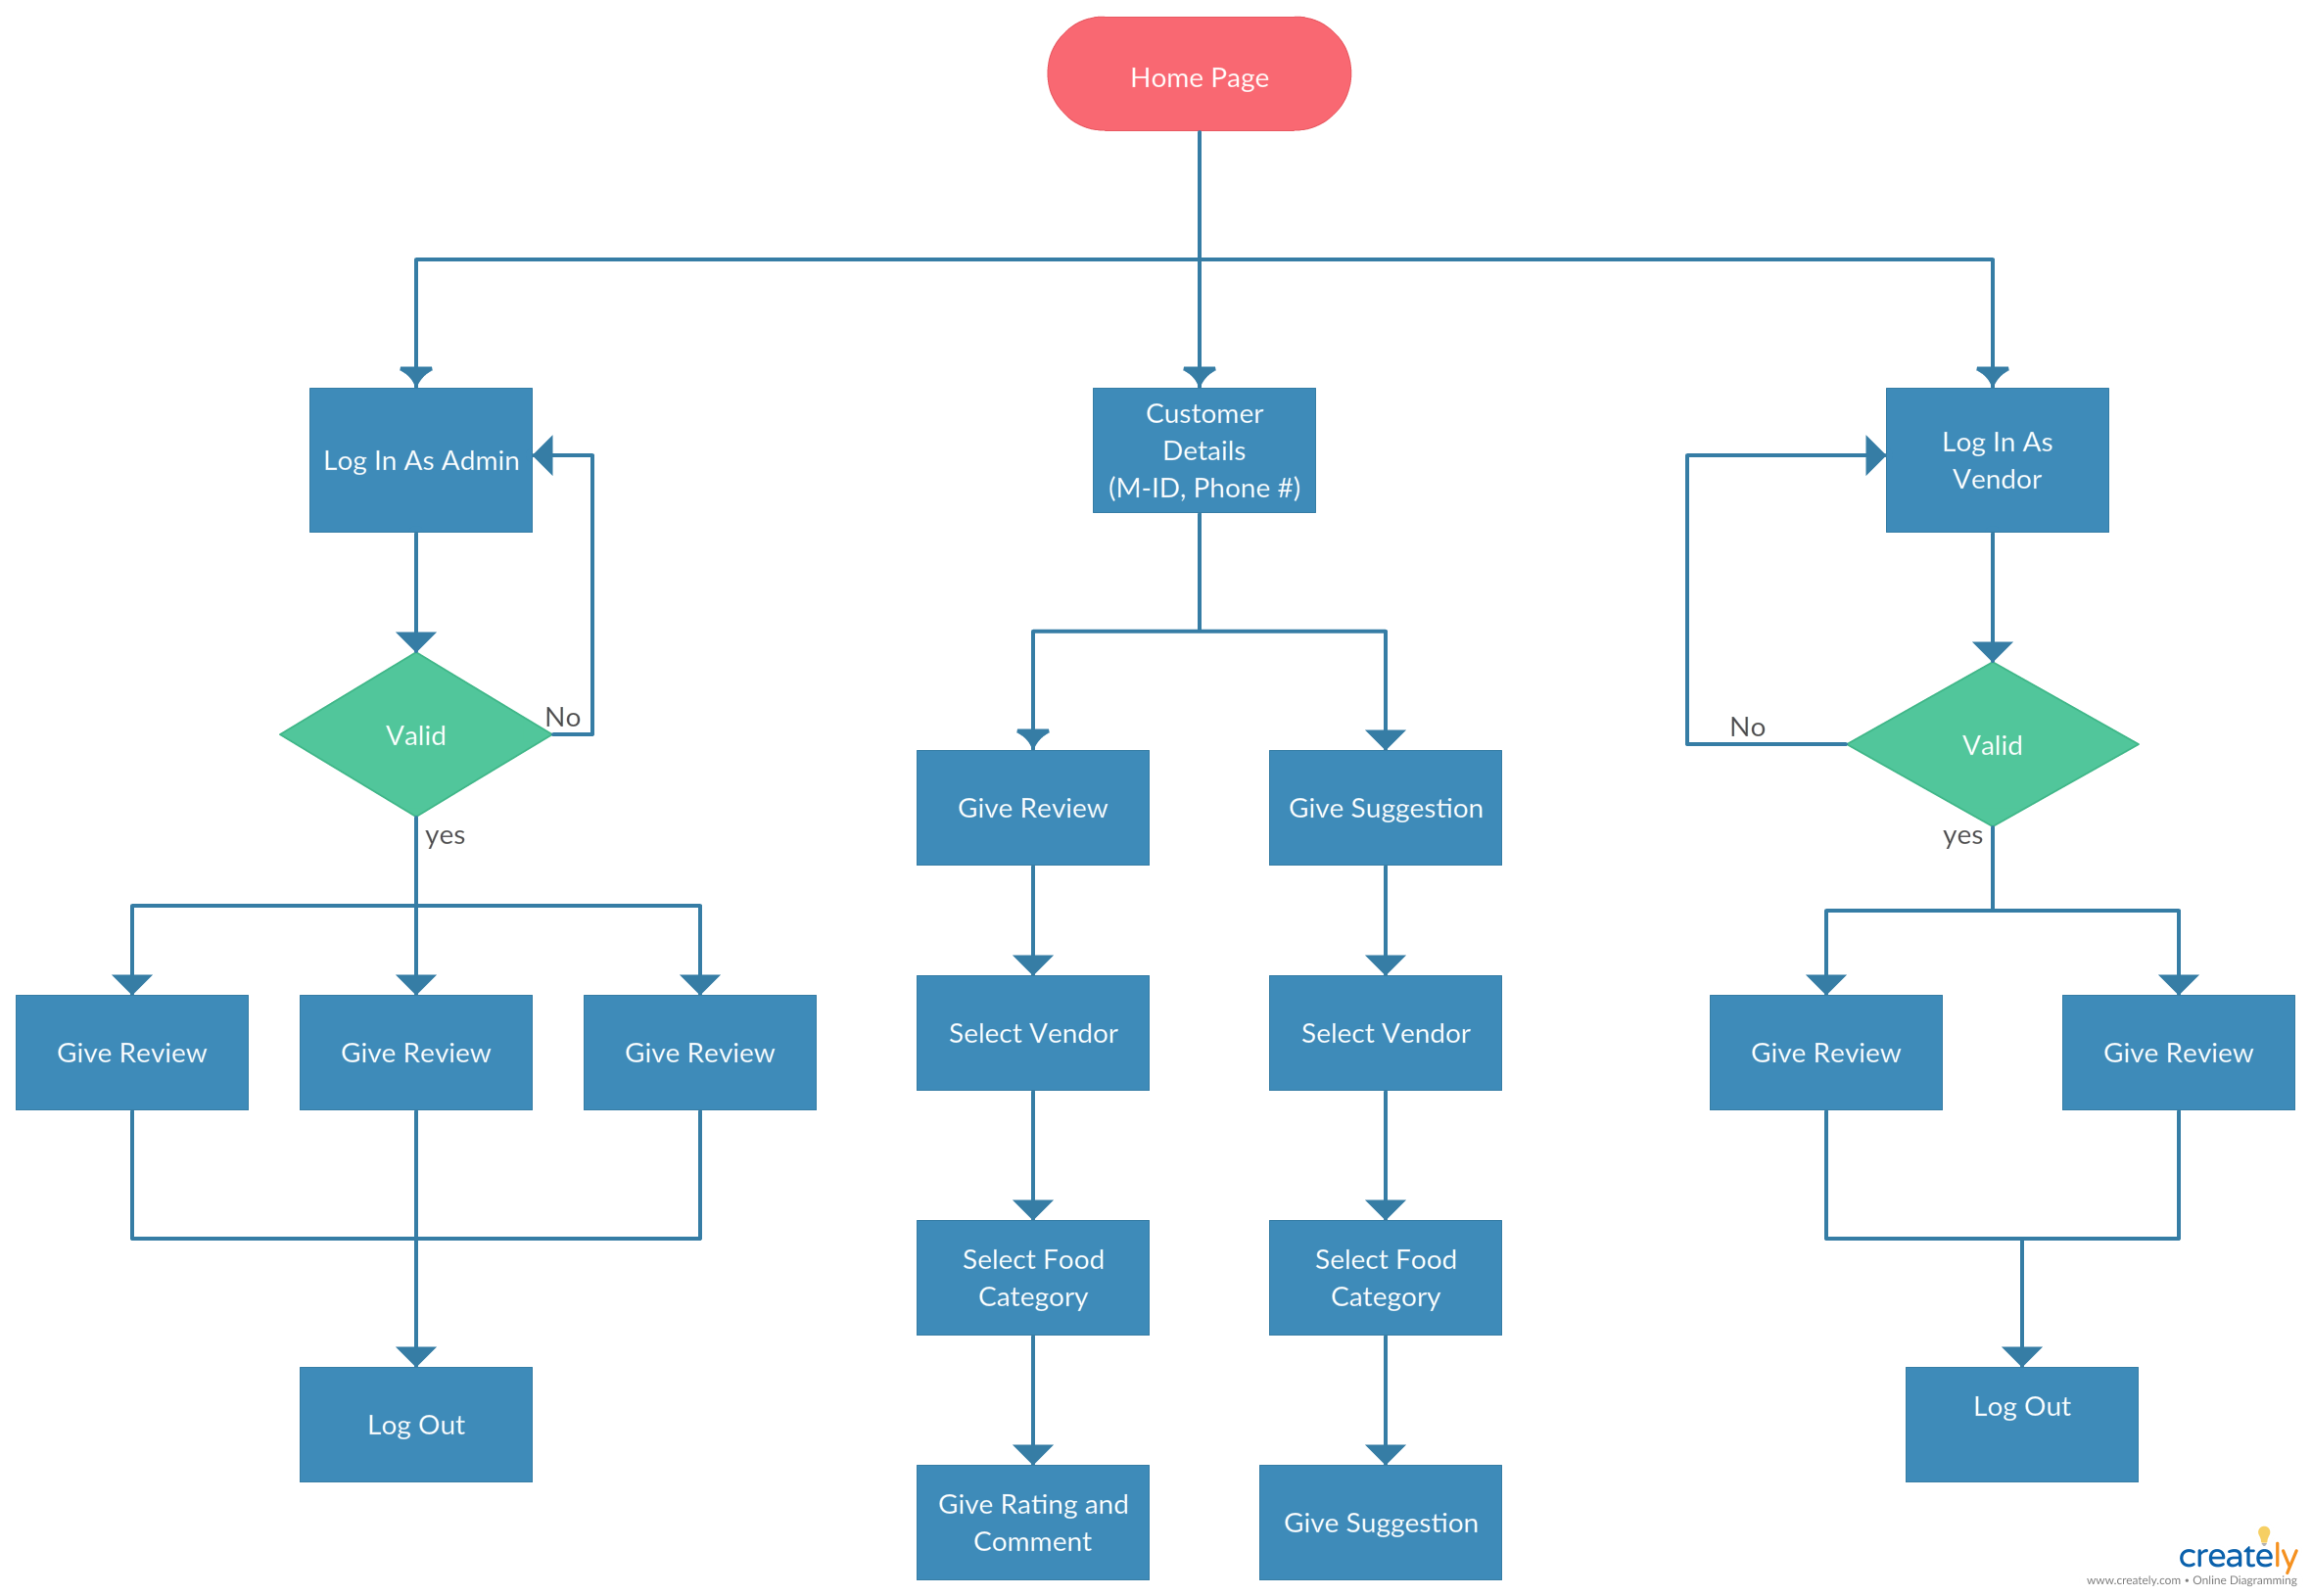 Home Page
Log In As Admin
Customer
Details
(M-ID, Phone #)
Log In As
Vendor
No
Valid
yes
No
Valid
yes
Give Review
Give Suggestion
Give Review
Give Review
Give Review
Select Vendor
Select Vendor
Give Review
Give Review
Select Food
Category
Select Food
Category
Log Out
Log Out
Give Rating and
Comment
Give Suggestion
creately
www.creately.com • Online Diagramming